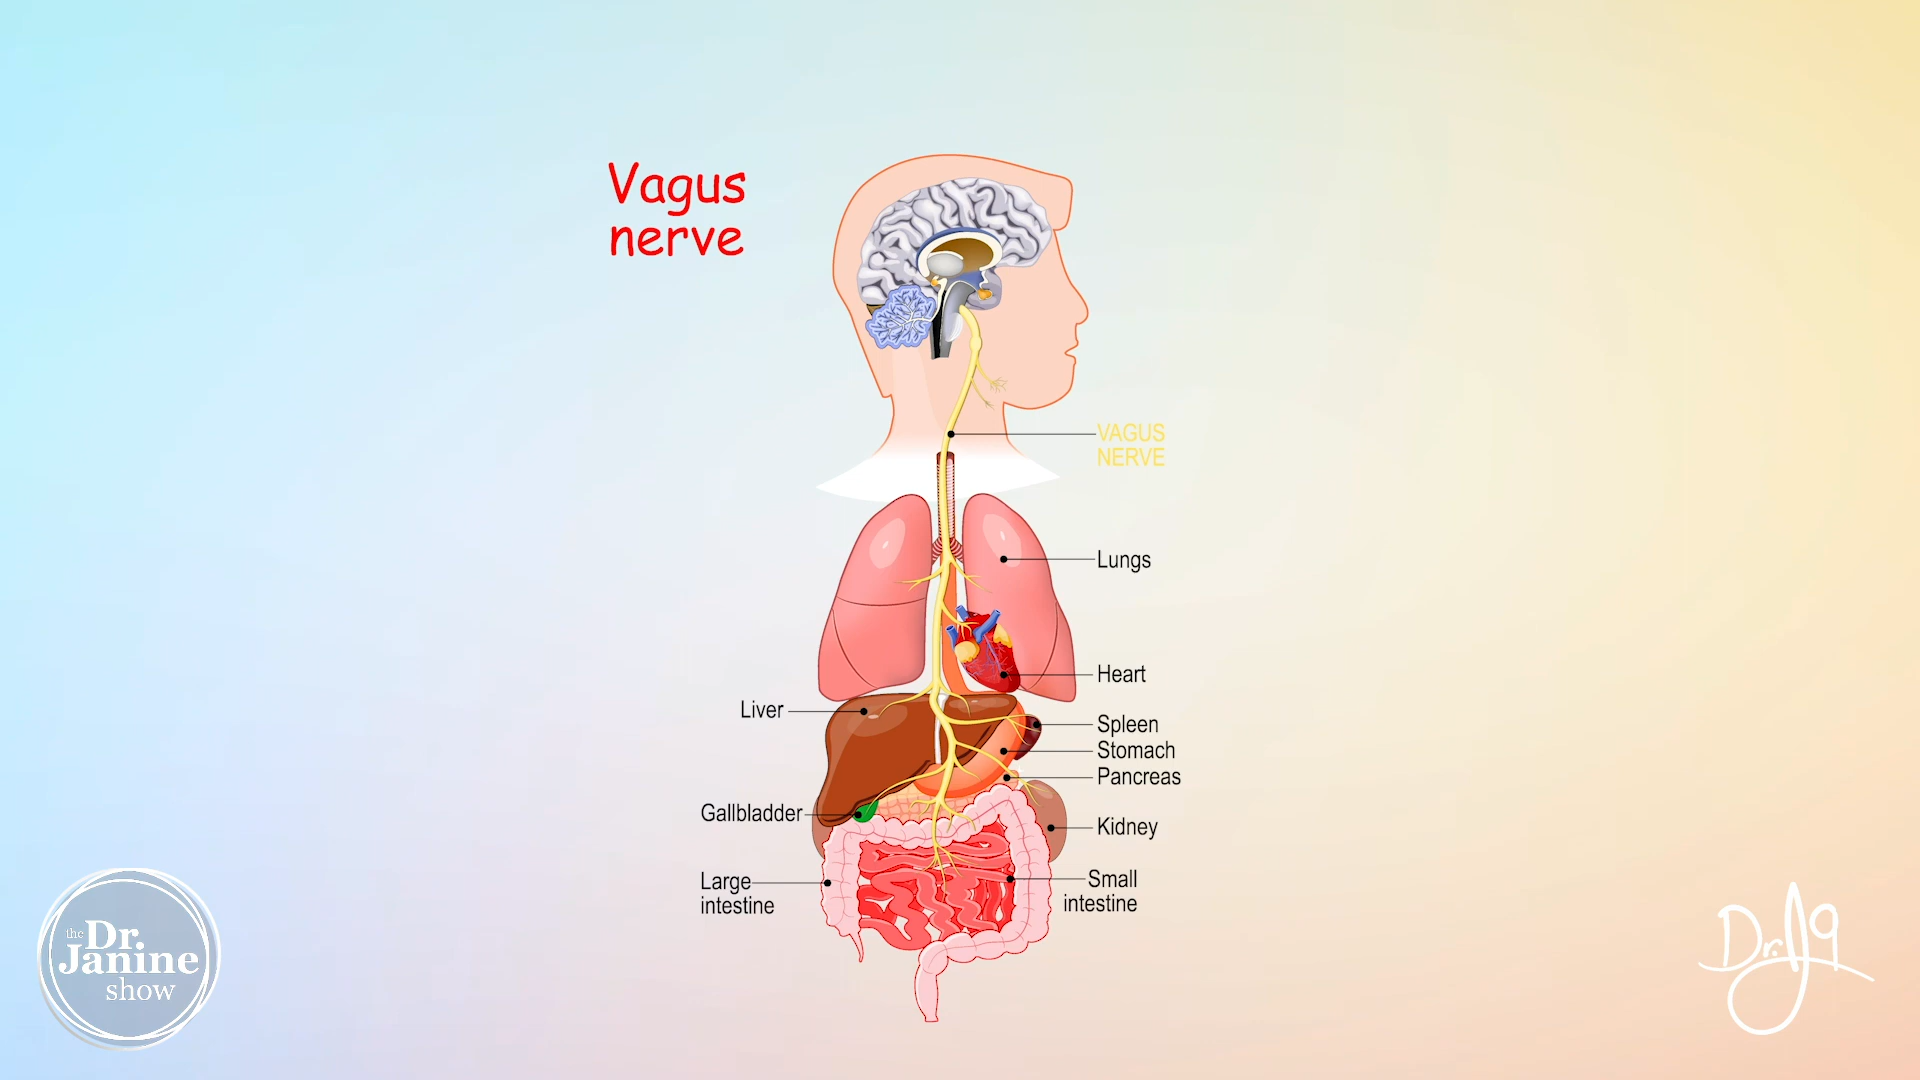 Vagus
nerve
VAGUS
NERVE
Lungs
Heart
Liver
Spleen
Stomach
Pancreas
Gallbladder
Kidney
Large
intestine
Small
intestine
the Dr.
Janine
show